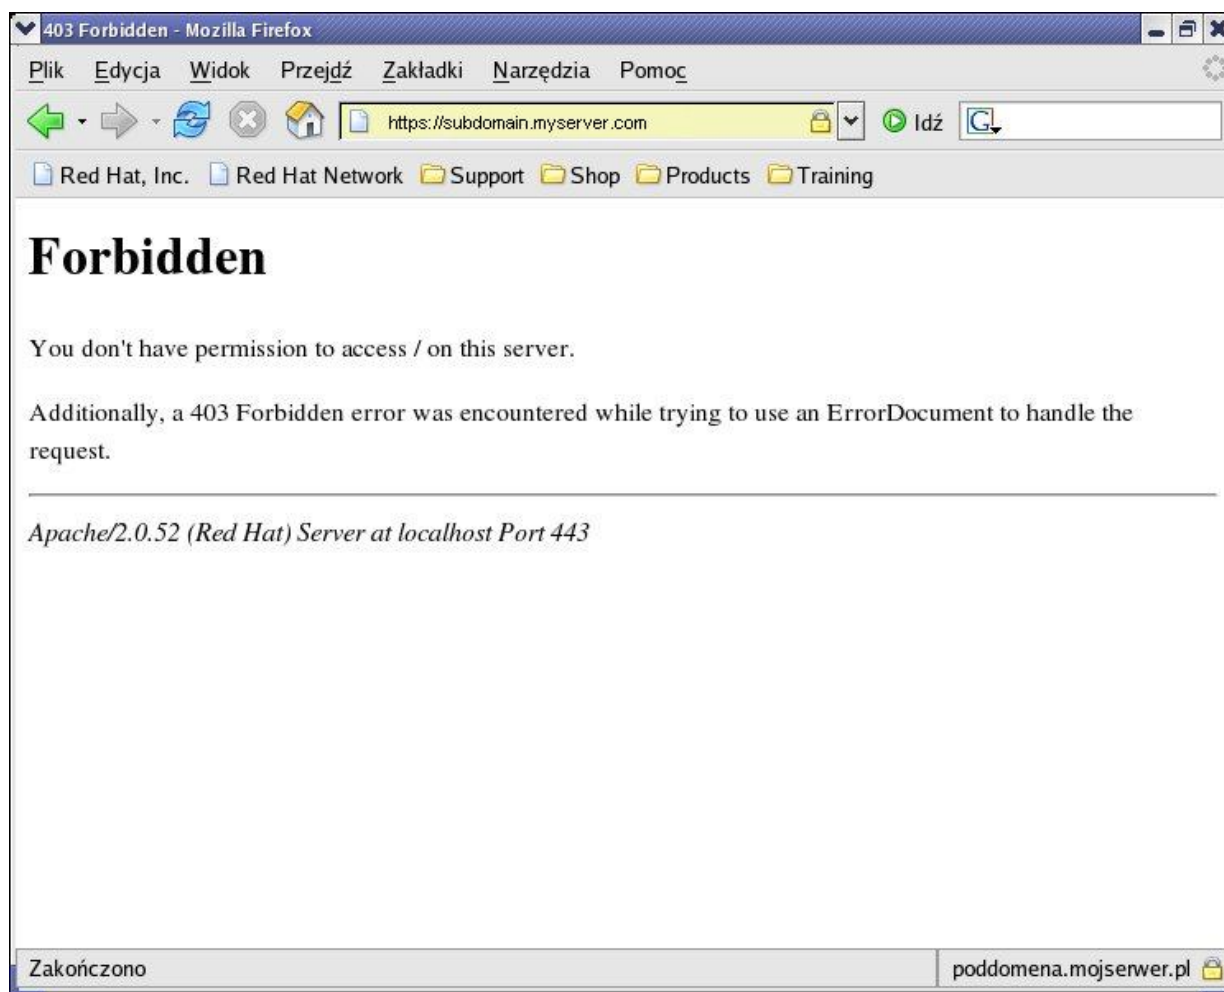 403 Forbidden - Mozilla Firefox
Plik Edycja Widok Przejdź Zakładki Narzędzia Pomoc
https://subdomain.myserver.com Idź G
Red Hat, Inc. Red Hat Network Support Shop Products Training
Forbidden
You don't have permission to access / on this server.
Additionally, a 403 Forbidden error was encountered while trying to use an ErrorDocument to handle the
request.
Apache/2.0.52 (Red Hat) Server at localhost Port 443
Zakończono poddomena.mojserwer.pl